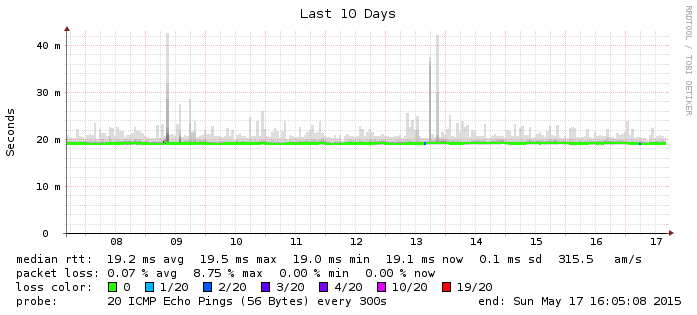 Last 10 Days
RRDTOOL / TOBI OETIKER
Seconds
40 m
30 m
20 m
10 m
0
08 09 10 11 12 13 14 15 16 17
median rtt: 19.2 ms avg 19.5 ms max 19.0 ms min 19.1 ms now 0.1 ms sd 315.5 am/s
packet loss: 0.07 % avg 8.75 % max 0.00 % min 0.00 % now
loss color: 0 1/20 2/20 3/20 4/20 10/20 19/20
probe: 20 ICMP Echo Pings (56 Bytes) every 300s end: Sun May 17 16:05:08 2015